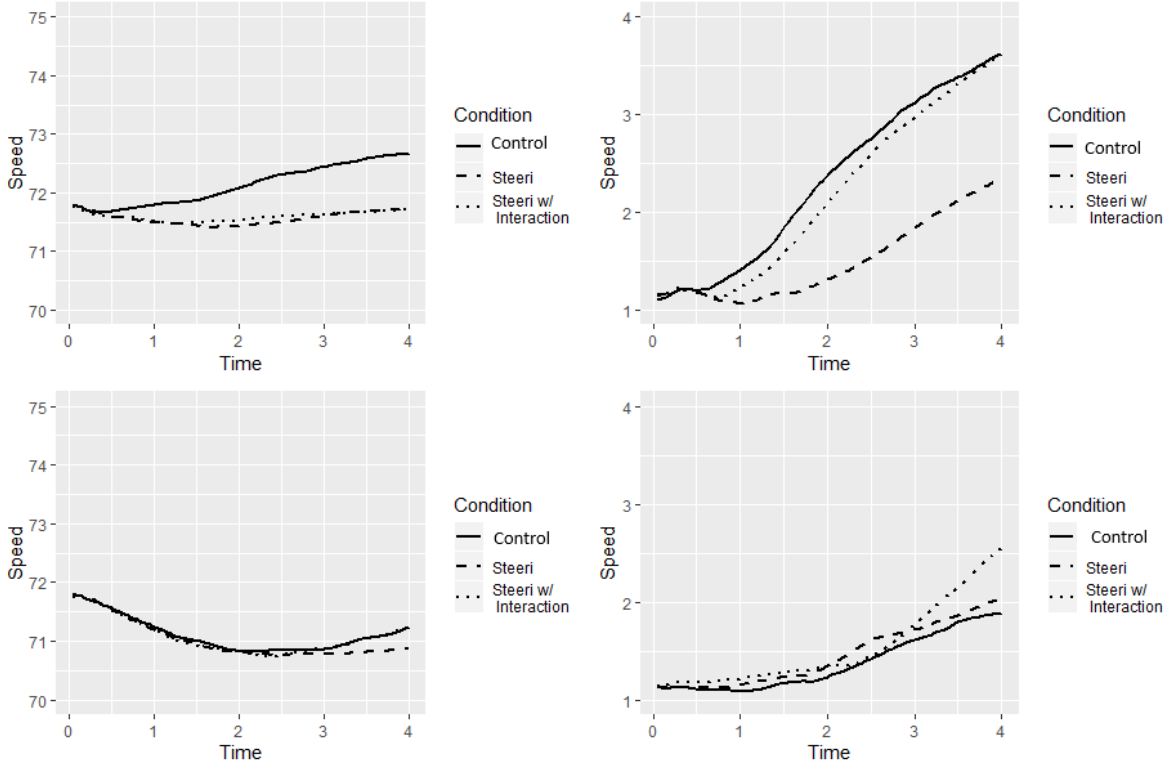 75
74
73
72
71
70
Speed
0 1 2 3 4
Time
Condition
Control
Steeri
Steeri w/
Interaction
4
3
2
1
Speed
0 1 2 3 4
Time
Condition
Control
Steeri
Steeri w/
Interaction
75
74
73
72
71
70
Speed
0 1 2 3 4
Time
Condition
Control
Steeri
Steeri w/
Interaction
4
3
2
1
Speed
0 1 2 3 4
Time
Condition
Control
Steeri
Steeri w/
Interaction